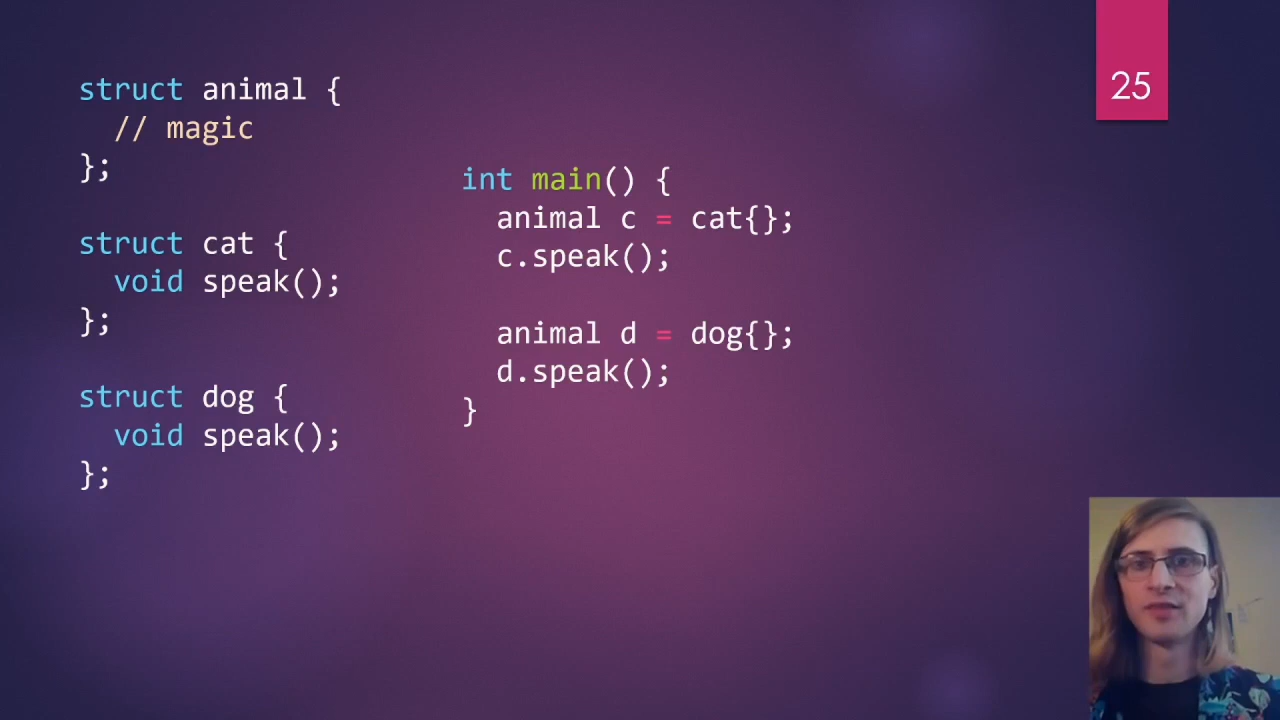 struct animal {
  // magic
};
struct cat {
  void speak();
};
struct dog {
  void speak();
};
int main() {
  animal c = cat{};
  c.speak();
  animal d = dog{};
  d.speak();
}
25